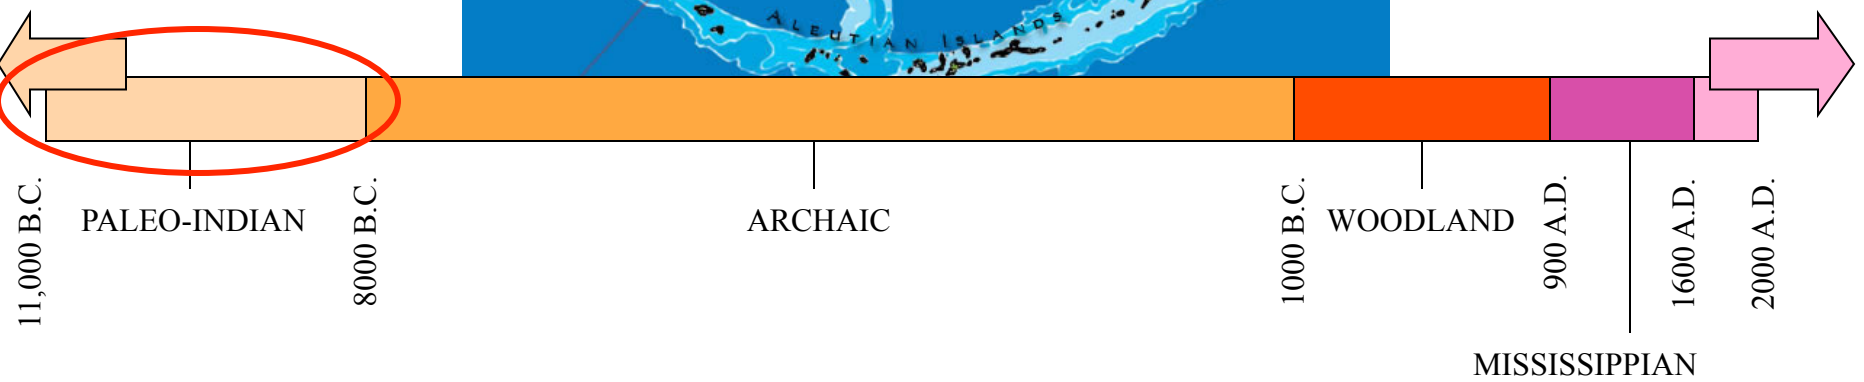 ALEUTIAN ISLANDS
11,000 B.C.
PALEO-INDIAN
8000 B.C.
ARCHAIC
1000 B.C.
WOODLAND
900 A.D.
1600 A.D.
2000 A.D.
MISSISSIPPIAN